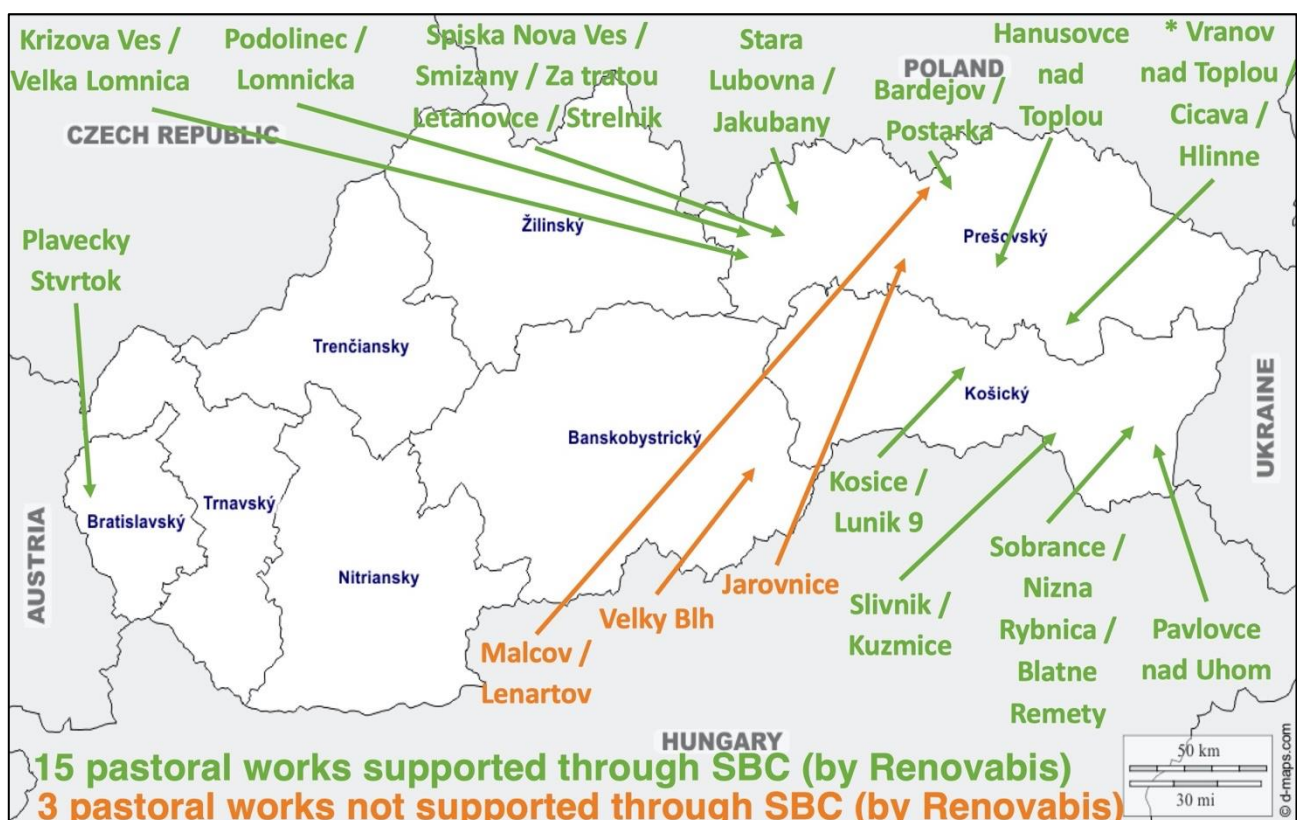 Krizova Ves /
Velka Lomnica
Podolinec /
Lomnicka
Spiska Nova Ves /
Smizany / Za tratou
Letanovce / Strelnik
Stara
Lubovna /
Jakubany
POLAND
Bardejov /
Postarka
Hanusovce
nad
Toplou
* Vranov
nad Toplou /
Cicava /
Hlinne
CZECH REPUBLIC
Plavecky
Stvrtok
Žilinský
Prešovský
Trenčiansky
Košický
UKRAINE
Banskobystrický
Trnavský
Bratislavský
Nitriansky
AUSTRIA
Kosice /
Lunik 9
Jarovnice
Velky Blh
Malcov /
Lenartov
Slivnik /
Kuzmice
Sobrance /
Nizna
Rybnica /
Blatne
Remety
Pavlovce
nad Uhom
HUNGARY
50 km
30 mi
© d-maps.com
15 pastoral works supported through SBC (by Renovabis)
3 pastoral works not supported through SBC (by Renovabis)